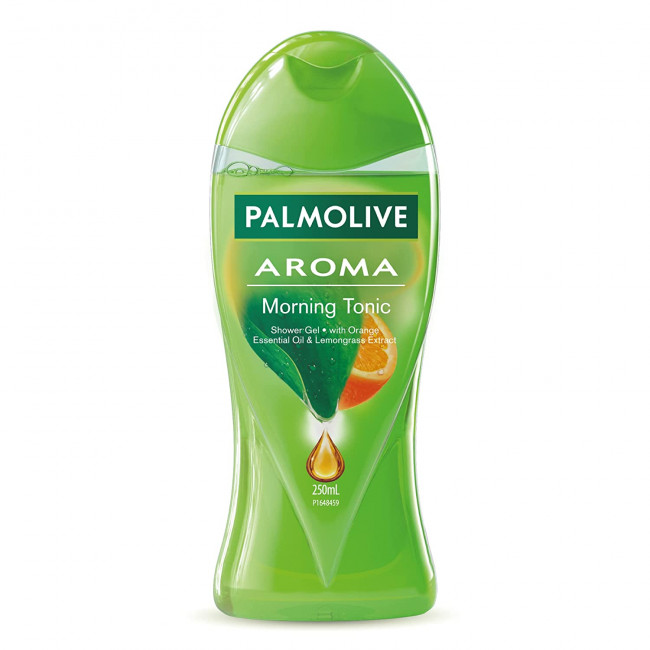 PALMOLIVE
AROMA
Morning Tonic
Shower Gel • with Orange
Essential Oil & Lemongrass Extract
250mL
P1648459